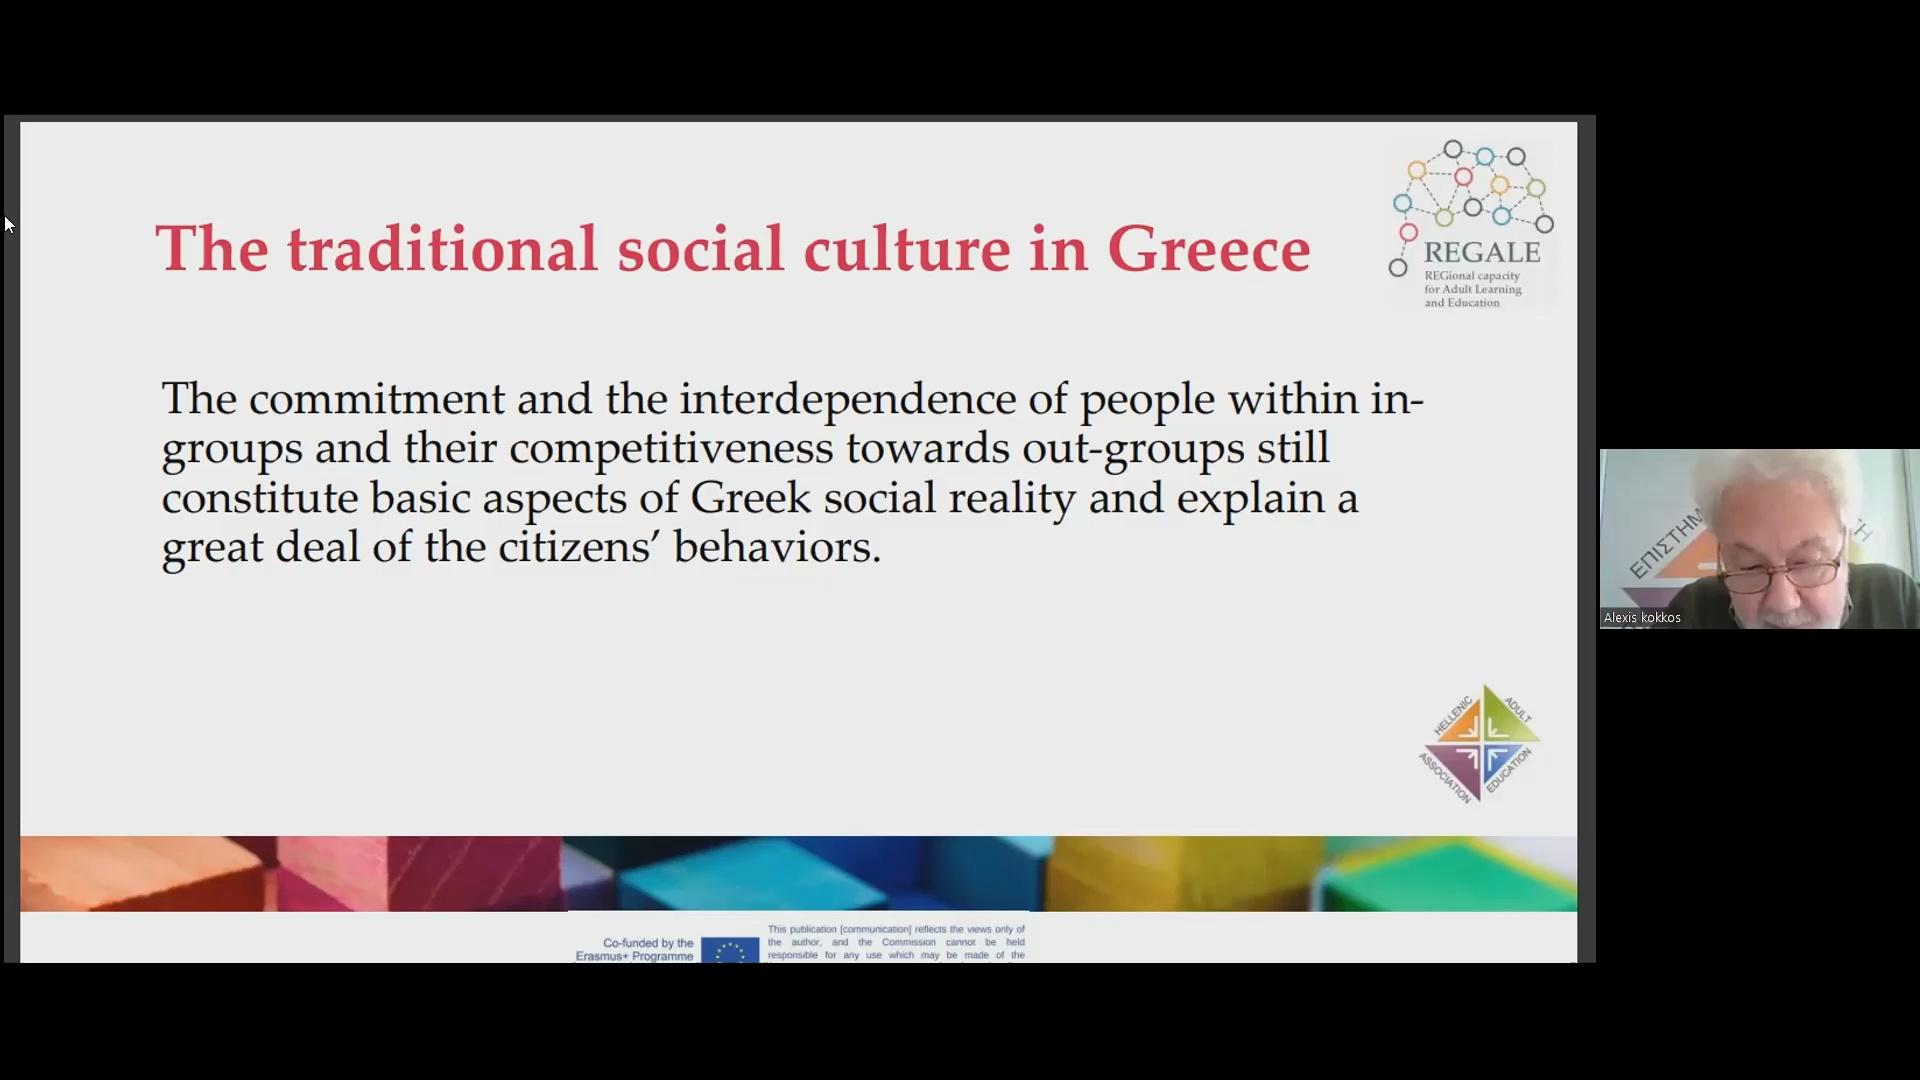 The traditional social culture in Greece
REGALE
REGional capacity
for Adult Learning
and Education
The commitment and the interdependence of people within in-
groups and their competitiveness towards out-groups still
constitute basic aspects of Greek social reality and explain a
great deal of the citizens’ behaviors.
ΕΠΙΣΤΗΜ
Alexis kokkos
HELLENIC
ADULT
ASSOCIATION
EDUCATION
Co-funded by the
Erasmus+ Programme
This publication [communication] reflects the views only of
the author, and the Commission cannot be held
responsible for any use which may be made of the